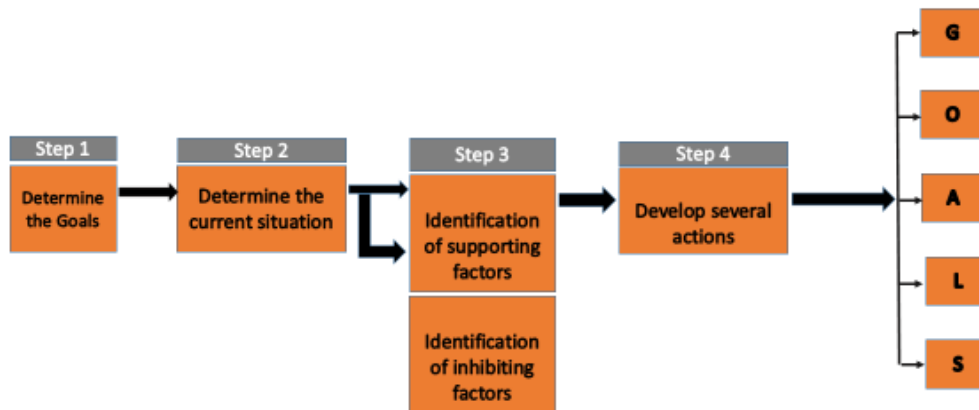 Step 1
Determine
the Goals
Step 2
Determine the
current situation
Step 3
Identification
of supporting
factors
Identification
of inhibiting
factors
Step 4
Develop several
actions
G
O
A
L
S